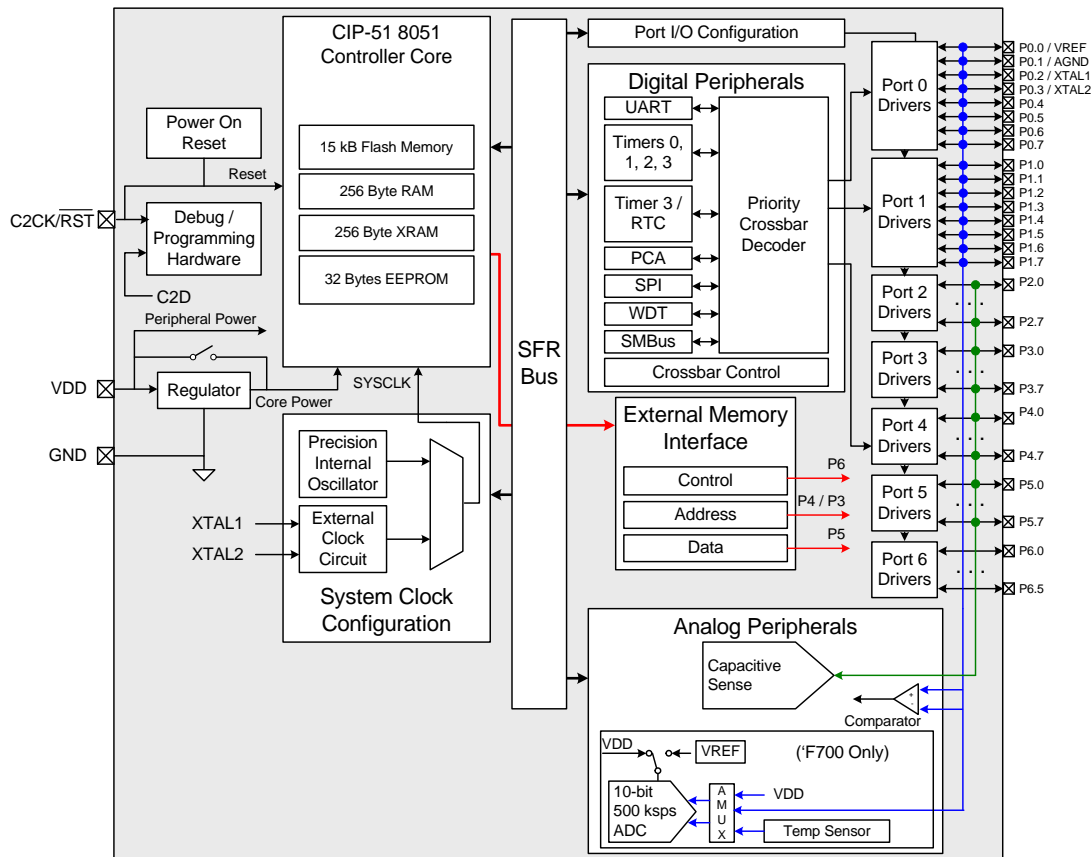 CIP-51 8051
Controller Core
15 kB Flash Memory
256 Byte RAM
256 Byte XRAM
32 Bytes EEPROM
Power On
Reset
Reset
C2CK/RST
Debug /
Programming
Hardware
C2D
Peripheral Power
VDD
Regulator
Core Power
GND
SYSCLK
Precision
Internal
Oscillator
XTAL1
XTAL2
External
Clock
Circuit
System Clock
Configuration
SFR
Bus
Port I/O Configuration
Digital Peripherals
UART
Timers 0,
1, 2, 3
Timer 3 /
RTC
PCA
SPI
WDT
SMBus
Priority
Crossbar
Decoder
Crossbar Control
External Memory
Interface
Control
Address
Data
P6
P4 / P3
P5
Port 0
Drivers
Port 1
Drivers
Port 2
Drivers
Port 3
Drivers
Port 4
Drivers
Port 5
Drivers
Port 6
Drivers
P0.0 / VREF
P0.1 / AGND
P0.2 / XTAL1
P0.3 / XTAL2
P0.4
P0.5
P0.6
P0.7
P1.0
P1.1
P1.2
P1.3
P1.4
P1.5
P1.6
P1.7
P2.0
. . . .
P2.7
P3.0
. . . .
P3.7
P4.0
. . . .
P4.7
P5.0
. . . .
P5.7
P6.0
. . . .
P6.5
Analog Peripherals
Capacitive
Sense
+
-
Comparator
VDD
VREF
(‘F700 Only)
10-bit
500 ksps
ADC
A
M
U
X
VDD
Temp Sensor